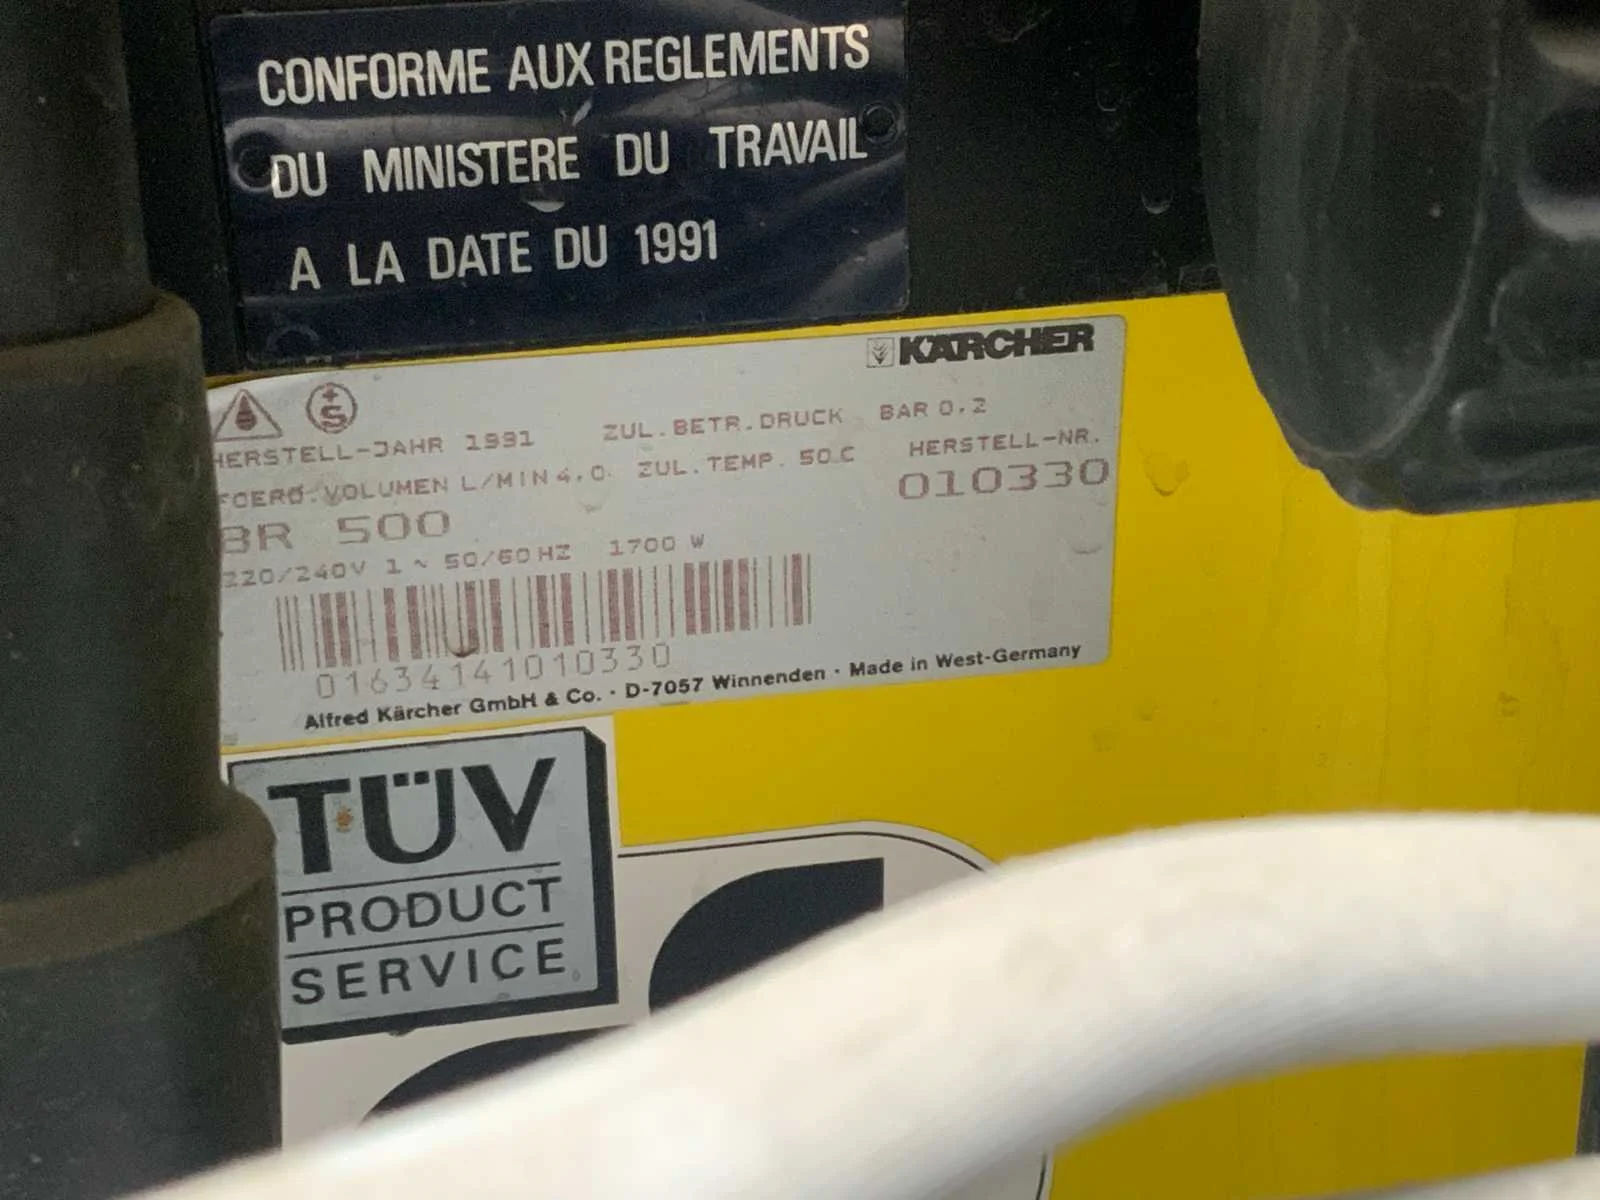 CONFORME AUX REGLEMENTS
DU MINISTERE DU TRAVAIL
A LA DATE DU 1991
KÄRCHER
+S
HERSTELL-JAHR 1991 ZUL.BETR.DRUCK BAR 0,2
FOERD.VOLUMEN L/MIN 4,0 ZUL.TEMP. 50 C HERSTELL-NR.
BR 500 010330
220/240V 1 ~ 50/60 HZ 1700 W
01634141010330
Alfred Kärcher GmbH & Co. · D-7057 Winnenden · Made in West-Germany
TÜV
PRODUCT
SERVICE